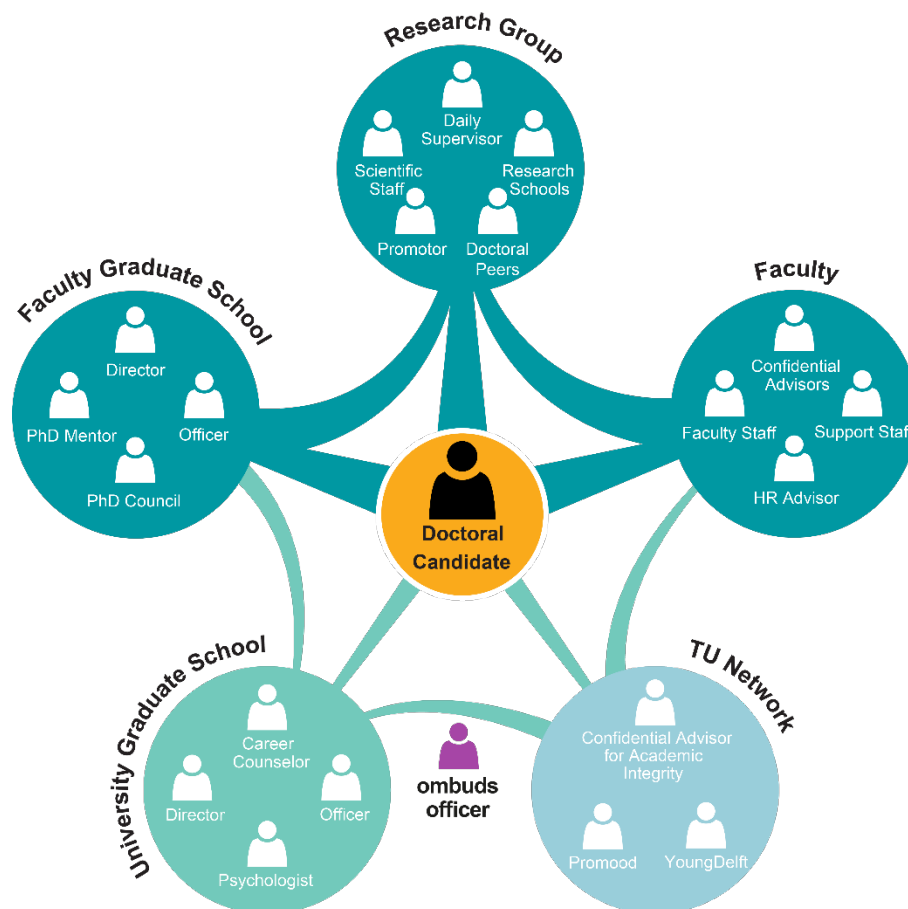 Research Group
Daily
Supervisor
Scientific
Staff
Research
Schools
Promotor
Doctoral
Peers
Faculty Graduate School
Director
PhD Mentor
Officer
PhD Council
Faculty
Confidential
Advisors
Faculty Staff
Support Staff
HR Advisor
Doctoral
Candidate
University Graduate School
Career
Counselor
Director
Officer
Psychologist
ombuds
officer
TU Network
Confidential Advisor
for Academic
Integrity
Promood
YoungDelft